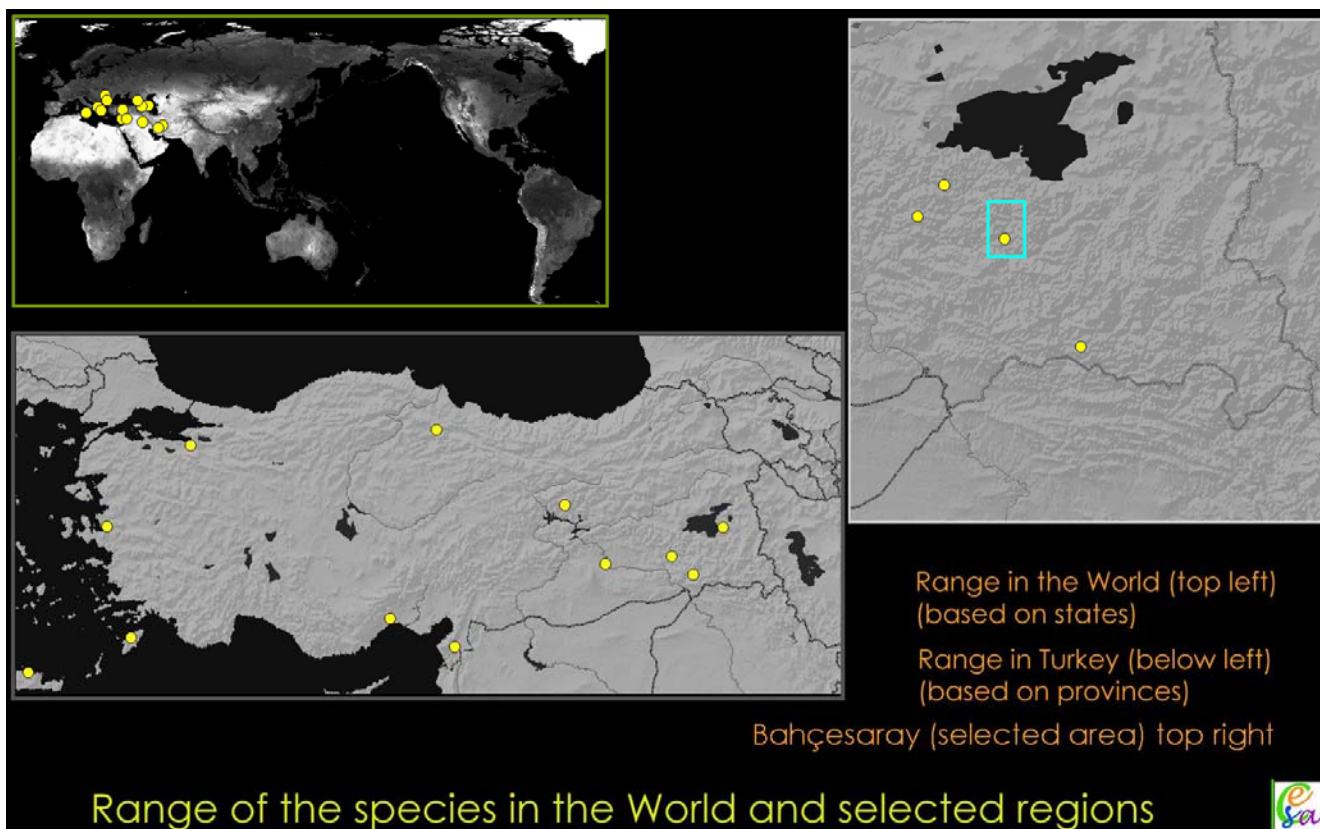 Range in the World (top left)
(based on states)
Range in Turkey (below left)
(based on provinces)
Bahçesaray (selected area) top right
Range of the species in the World and selected regions
esa